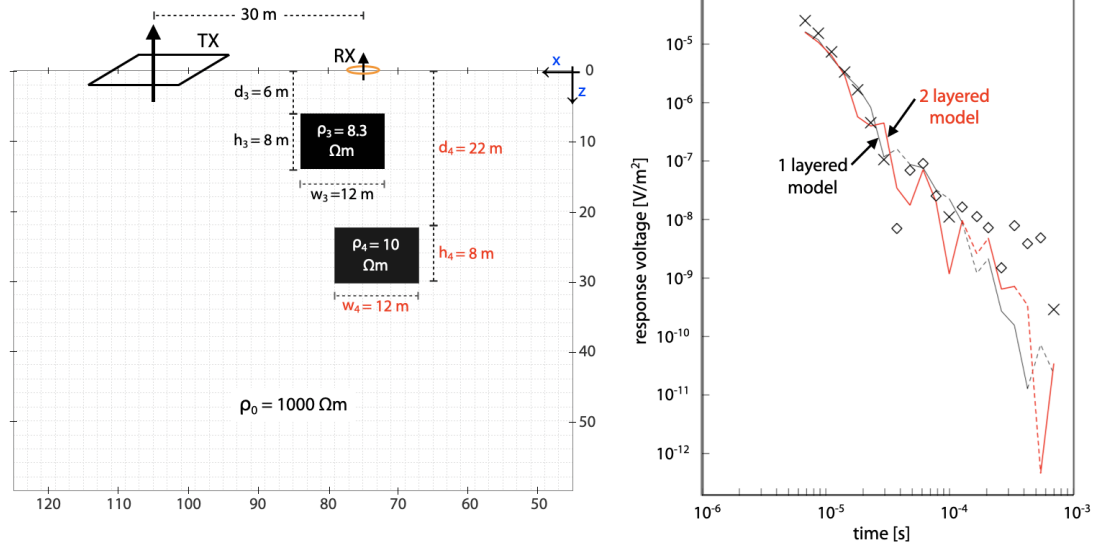 30 m
TX
RX
x
0
z
d₃ = 6 m
h₃ = 8 m
ρ₃ = 8.3
Ωm
10
d₄ = 22 m
w₃ = 12 m
20
ρ₄ = 10
Ωm
h₄ = 8 m
30
w₄ = 12 m
40
ρ₀ = 1000 Ωm
50
120
110
100
90
80
70
60
50
response voltage [V/m²]
10⁻⁵
10⁻⁶
10⁻⁷
10⁻⁸
10⁻⁹
10⁻¹⁰
10⁻¹¹
10⁻¹²
2 layered
model
1 layered
model
10⁻⁶
10⁻⁵
10⁻⁴
10⁻³
time [s]